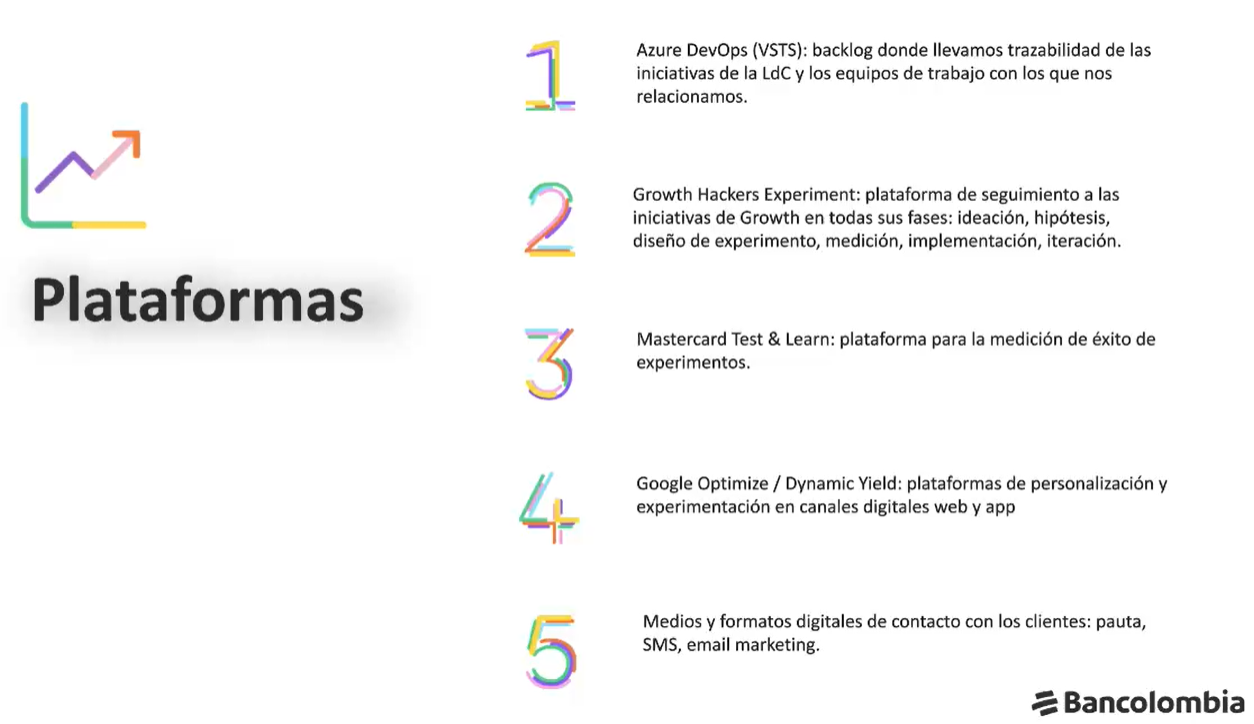 Plataformas
1
Azure DevOps (VSTS): backlog donde llevamos trazabilidad de las
iniciativas de la LdC y los equipos de trabajo con los que nos
relacionamos.
2
Growth Hackers Experiment: plataforma de seguimiento a las
iniciativas de Growth en todas sus fases: ideación, hipótesis,
diseño de experimento, medición, implementación, iteración.
3
Mastercard Test & Learn: plataforma para la medición de éxito de
experimentos.
4
Google Optimize / Dynamic Yield: plataformas de personalización y
experimentación en canales digitales web y app
5
Medios y formatos digitales de contacto con los clientes: pauta,
SMS, email marketing.
Bancolombia